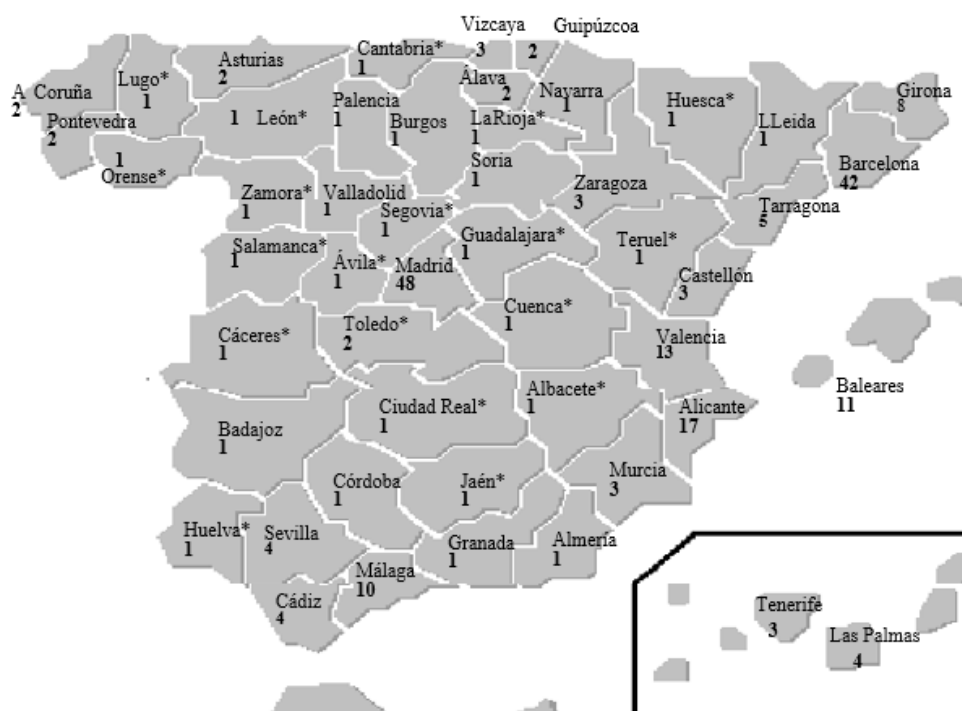 Vizcaya
3
Guipúzcoa
2
Cantabria*
1
Asturias
2
Lugo*
1
A Coruña
2
Pontevedra
2
1
Orense*
1 León*
Palencia
1
Burgos
1
Álava
2
Navarra
1
LaRioja*
1
Huesca*
1
LLeida
1
Girona
8
Barcelona
42
Tarragona
5
Zaragoza
3
Soria
1
Zamora*
1
Valladolid
1
Segovia*
1
Salamanca*
1
Ávila*
1
Madrid
48
Guadalajara*
1
Teruel*
1
Castellón
3
Cuenca*
1
Toledo*
2
Cáceres*
1
Valencia
13
Baleares
11
Badajoz
1
Ciudad Real*
1
Albacete*
1
Alicante
17
Murcia
3
Córdoba
1
Jaén*
1
Huelva*
1
Sevilla
4
Granada
1
Almería
1
Málaga
10
Cádiz
4
Tenerife
3
Las Palmas
4